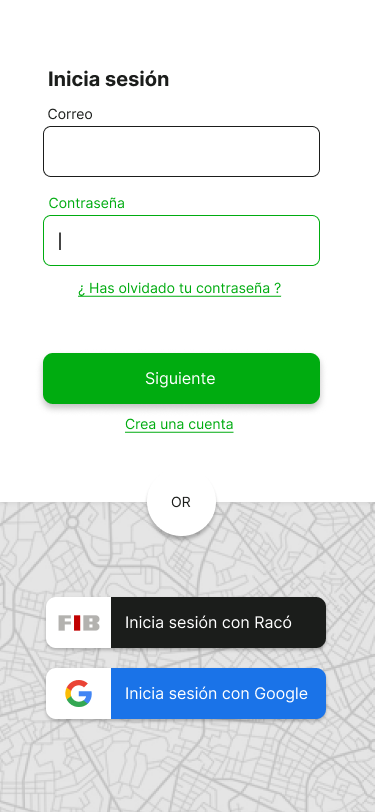 Inicia sesión
Correo
Contraseña
¿ Has olvidado tu contraseña ?
Siguiente
Crea una cuenta
OR
FIB
Inicia sesión con Racó
G
Inicia sesión con Google